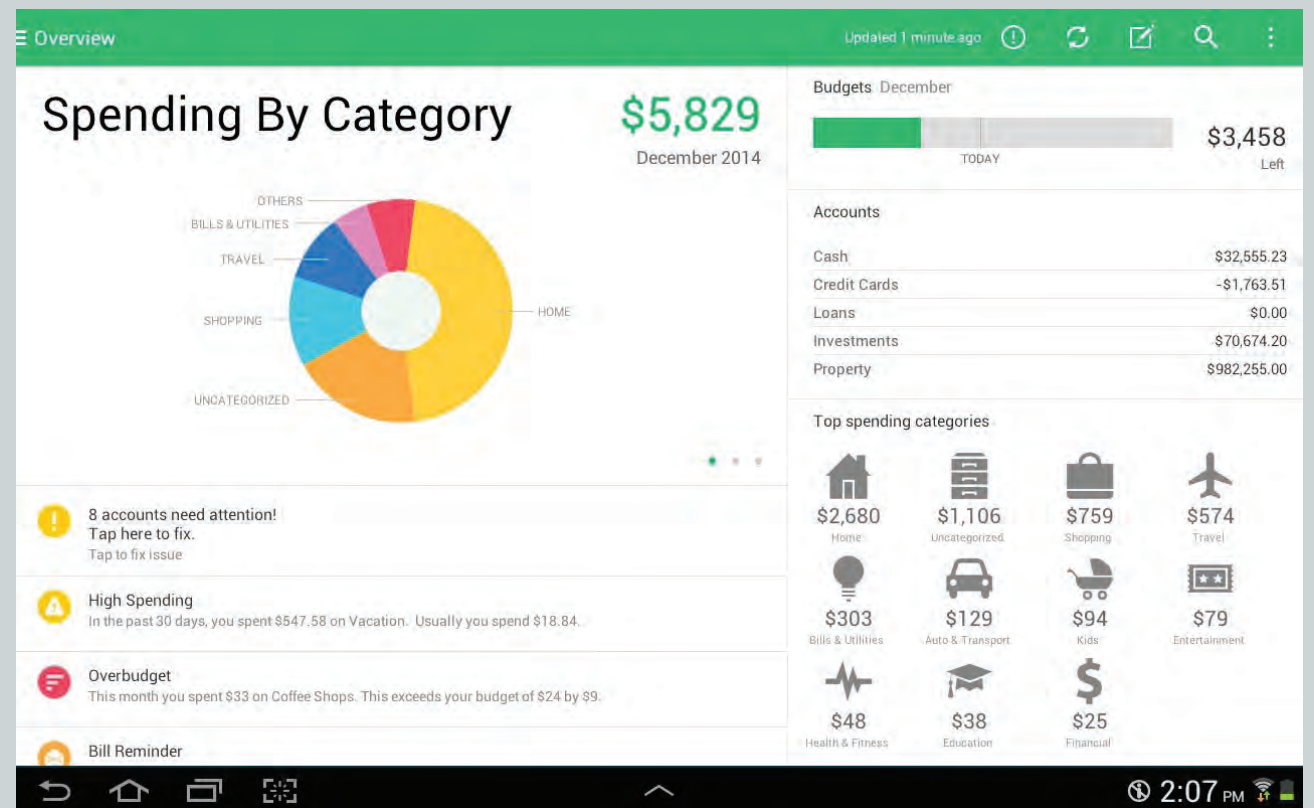 Overview
Updated 1 minute ago
Spending By Category
$5,829
December 2014
OTHERS
BILLS & UTILITIES
TRAVEL
SHOPPING
HOME
UNCATEGORIZED
8 accounts need attention!
Tap here to fix.
Tap to fix issue
High Spending
In the past 30 days, you spent $547.58 on Vacation. Usually you spend $18.84.
Overbudget
This month you spent $33 on Coffee Shops. This exceeds your budget of $24 by $9.
Bill Reminder
Budgets December
TODAY
$3,458
Left
Accounts
Cash $32,555.23
Credit Cards -$1,763.51
Loans $0.00
Investments $70,674.20
Property $982,255.00
Top spending categories
$2,680 $1,106 $759 $574
Home Uncategorized Shopping Travel
$303 $129 $94 $79
Bills & Utilities Auto & Transport Kids Entertainment
$48 $38 $25
Health & Fitness Education Financial
2:07 PM